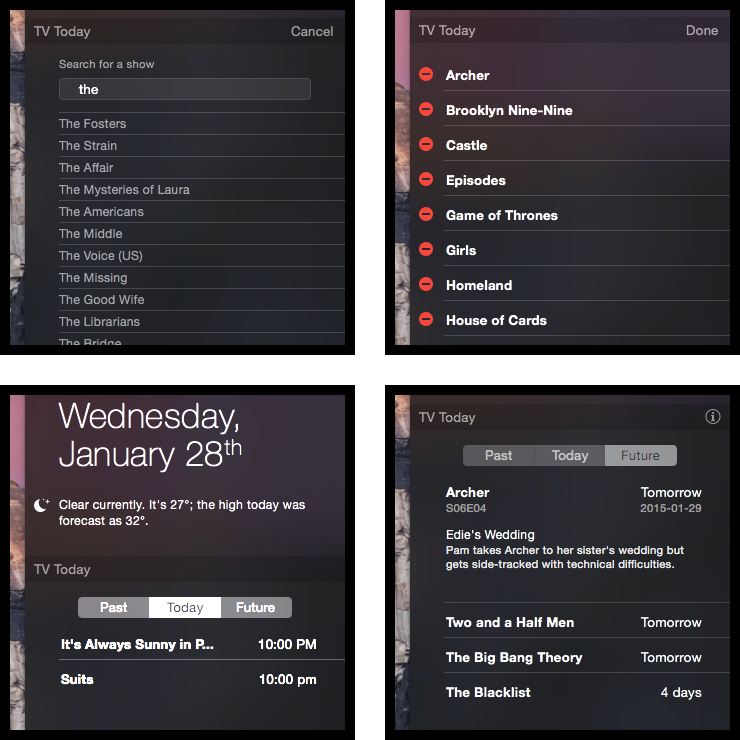 TV Today Cancel
Search for a show
the
The Fosters
The Strain
The Affair
The Mysteries of Laura
The Americans
The Middle
The Voice (US)
The Missing
The Good Wife
The Librarians
The Bridge
TV Today Done
Archer
Brooklyn Nine-Nine
Castle
Episodes
Game of Thrones
Girls
Homeland
House of Cards
Wednesday,
January 28th
Clear currently. It's 27°; the high today was
forecast as 32°.
TV Today
Past Today Future
It's Always Sunny in P... 10:00 PM
Suits 10:00 pm
TV Today
Past Today Future
Archer Tomorrow
S06E04 2015-01-29
Edie's Wedding
Pam takes Archer to her sister's wedding but
gets side-tracked with technical difficulties.
Two and a Half Men Tomorrow
The Big Bang Theory Tomorrow
The Blacklist 4 days